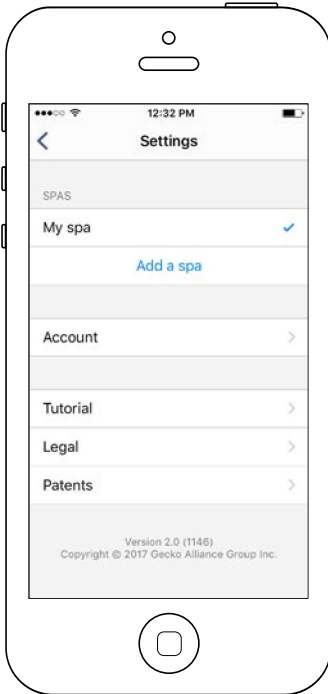 12:32 PM
Settings
SPAS
My spa
Add a spa
Account
Tutorial
Legal
Patents
Version 2.0 (1146)
Copyright © 2017 Gecko Alliance Group Inc.